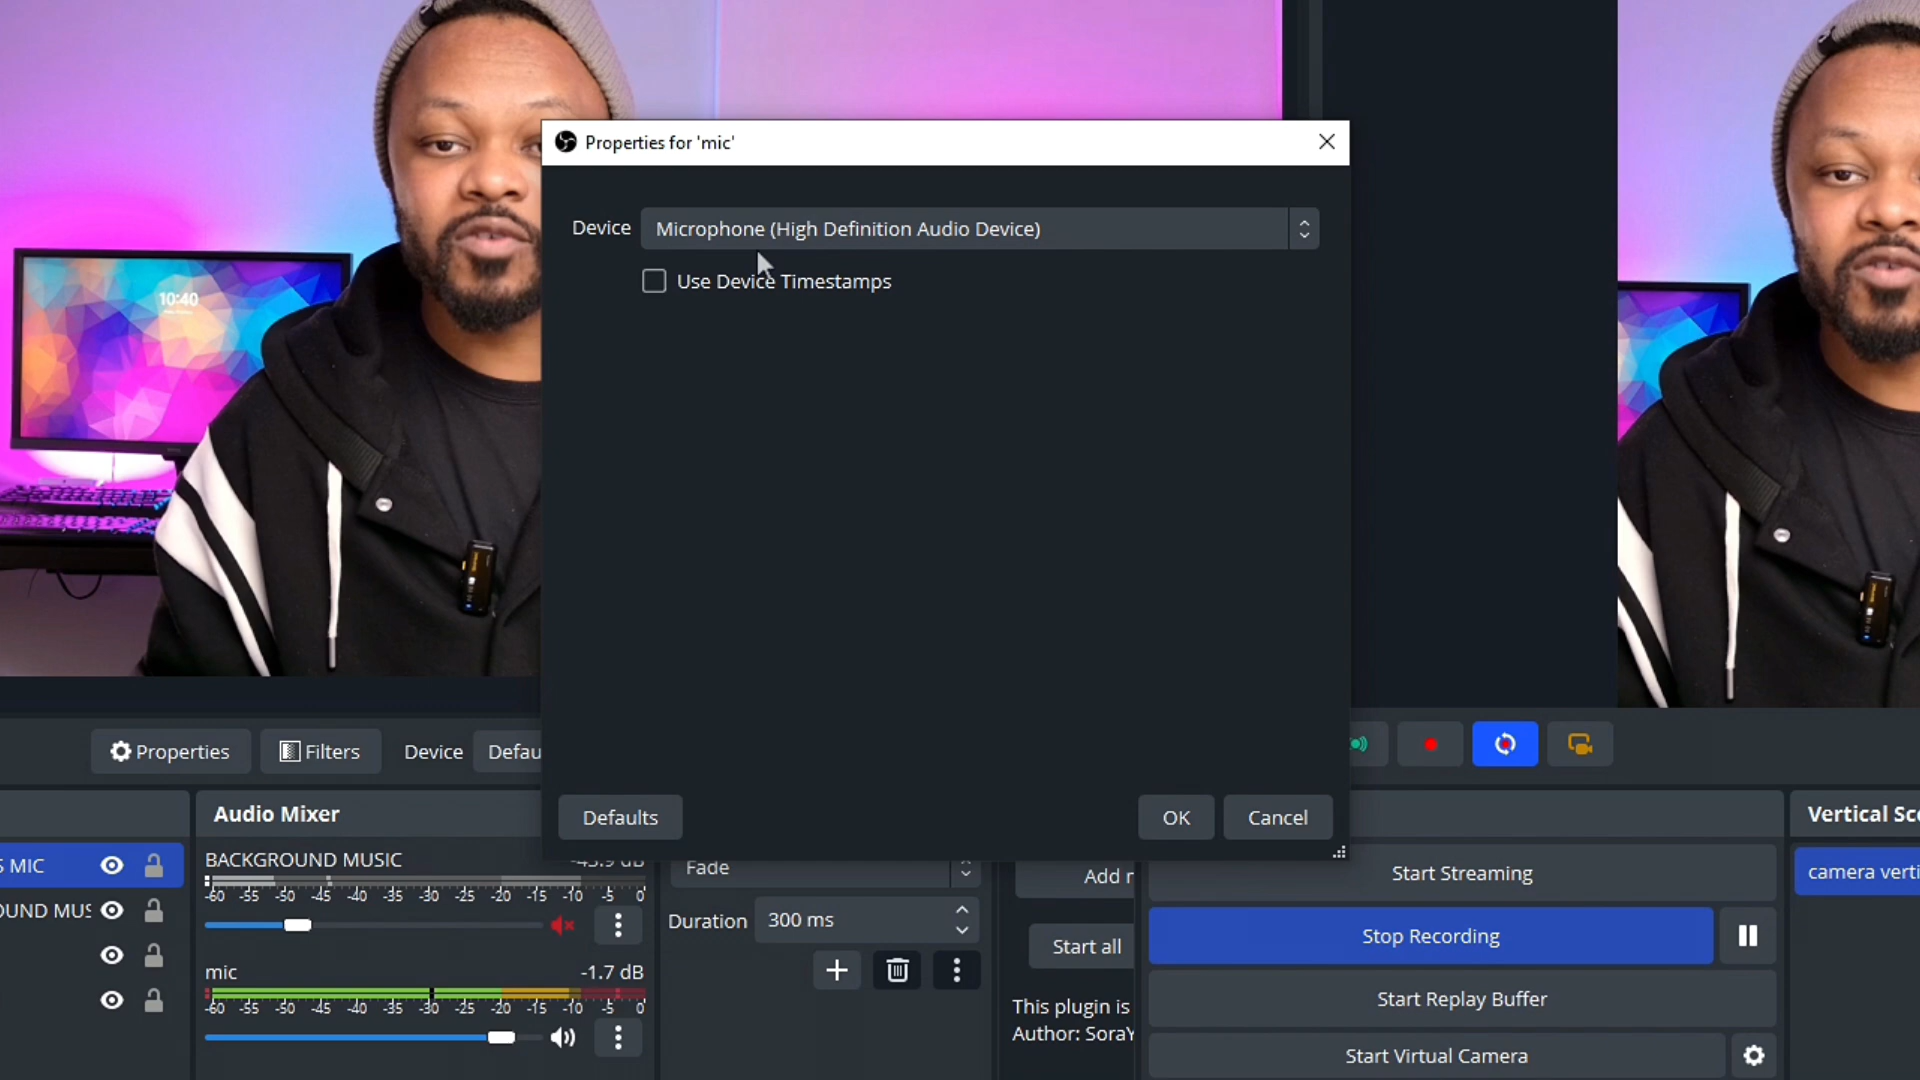 Properties for 'mic'
Device Microphone (High Definition Audio Device)
Use Device Timestamps
10:40
Properties Filters Device Defau
Defaults OK Cancel
Audio Mixer
Vertical Sce
S MIC
BACKGROUND MUSIC
-60 -55 -50 -45 -40 -35 -30 -25 -20 -15 -10 -5 0
OUND MUS
mic -1.7 dB
-60 -55 -50 -45 -40 -35 -30 -25 -20 -15 -10 -5 0
Fade
Duration 300 ms
Add r
Start all
This plugin is
Author: SoraY
Start Streaming
Stop Recording
Start Replay Buffer
Start Virtual Camera
camera verti